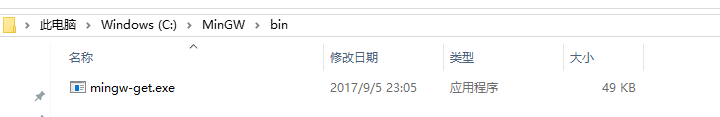 此电脑 > Windows (C:) > MinGW > bin
名称 修改日期 类型 大小
mingw-get.exe 2017/9/5 23:05 应用程序 49 KB